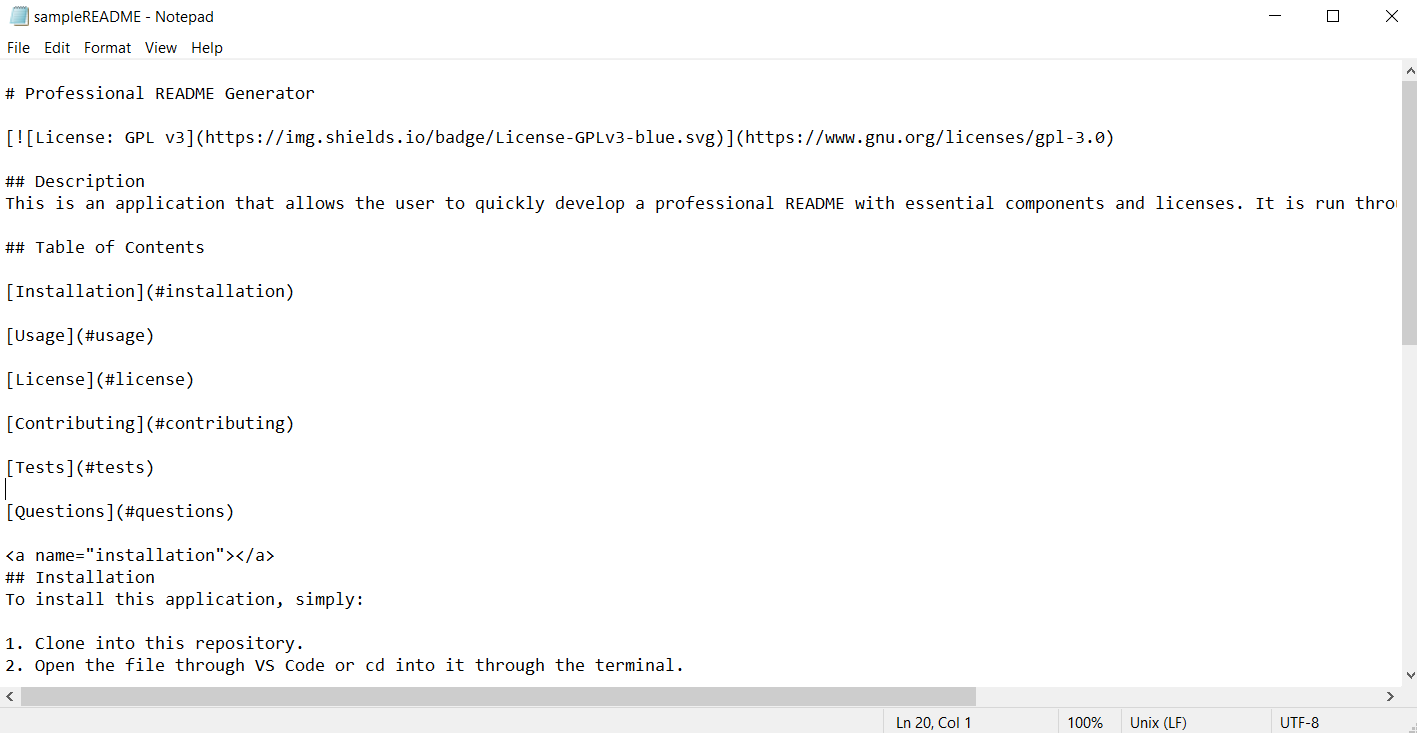 sampleREADME - Notepad
File Edit Format View Help
# Professional README Generator
[![License: GPL v3](https://img.shields.io/badge/License-GPLv3-blue.svg)](https://www.gnu.org/licenses/gpl-3.0)
## Description
This is an application that allows the user to quickly develop a professional README with essential components and licenses. It is run
## Table of Contents
[Installation](#installation)
[Usage](#usage)
[License](#license)
[Contributing](#contributing)
[Tests](#tests)
[Questions](#questions)
<a name="installation"></a>
## Installation
To install this application, simply:
1. Clone into this repository.
2. Open the file through VS Code or cd into it through the terminal.
Ln 20, Col 1 100% Unix (LF) UTF-8